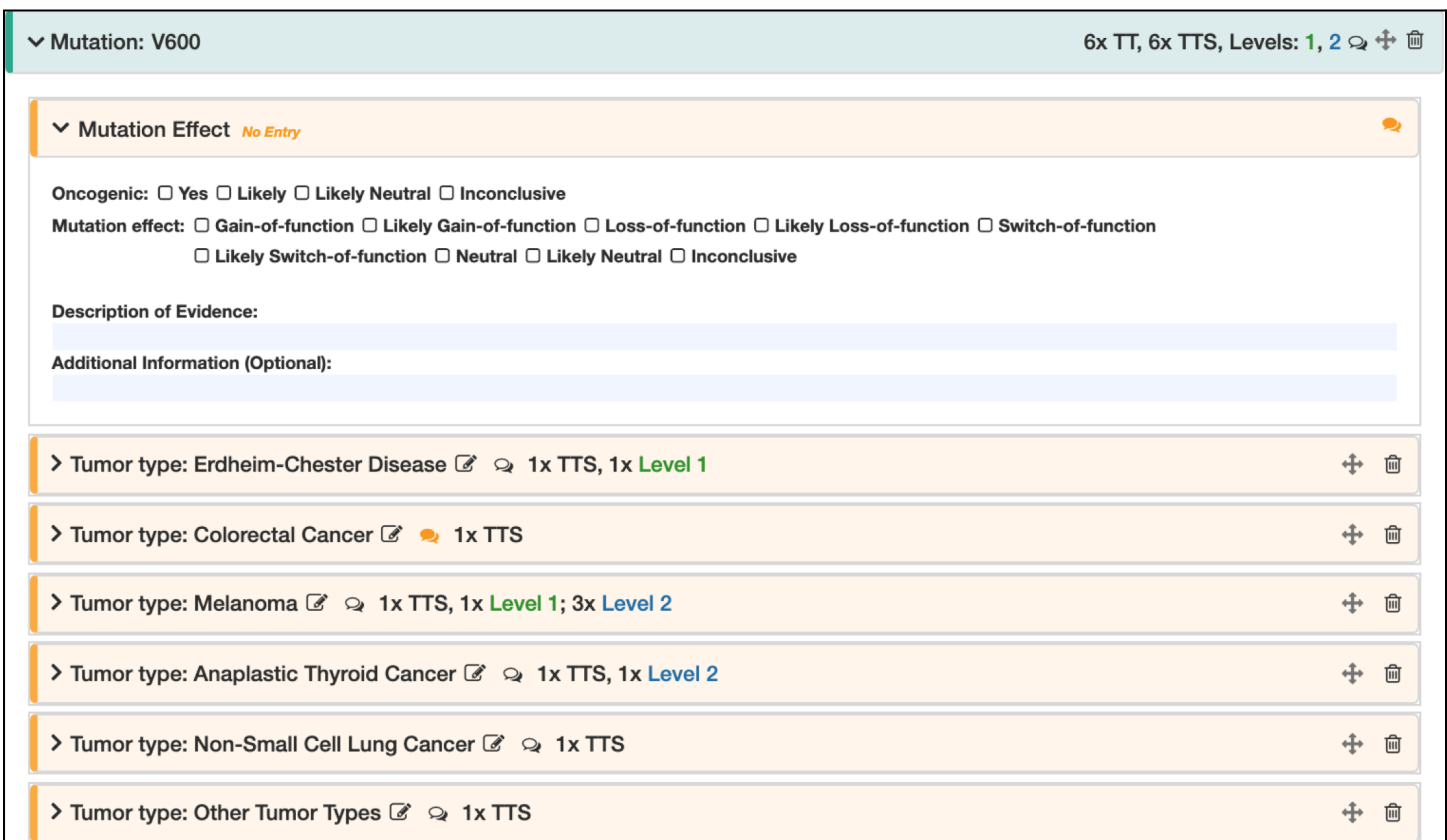 Mutation: V600 6x TT, 6x TTS, Levels: 1, 2
Mutation Effect No Entry
Oncogenic: Yes Likely Likely Neutral Inconclusive
Mutation effect: Gain-of-function Likely Gain-of-function Loss-of-function Likely Loss-of-function Switch-of-function
Likely Switch-of-function Neutral Likely Neutral Inconclusive
Description of Evidence:
Additional Information (Optional):
Tumor type: Erdheim-Chester Disease 1x TTS, 1x Level 1
Tumor type: Colorectal Cancer 1x TTS
Tumor type: Melanoma 1x TTS, 1x Level 1; 3x Level 2
Tumor type: Anaplastic Thyroid Cancer 1x TTS, 1x Level 2
Tumor type: Non-Small Cell Lung Cancer 1x TTS
Tumor type: Other Tumor Types 1x TTS